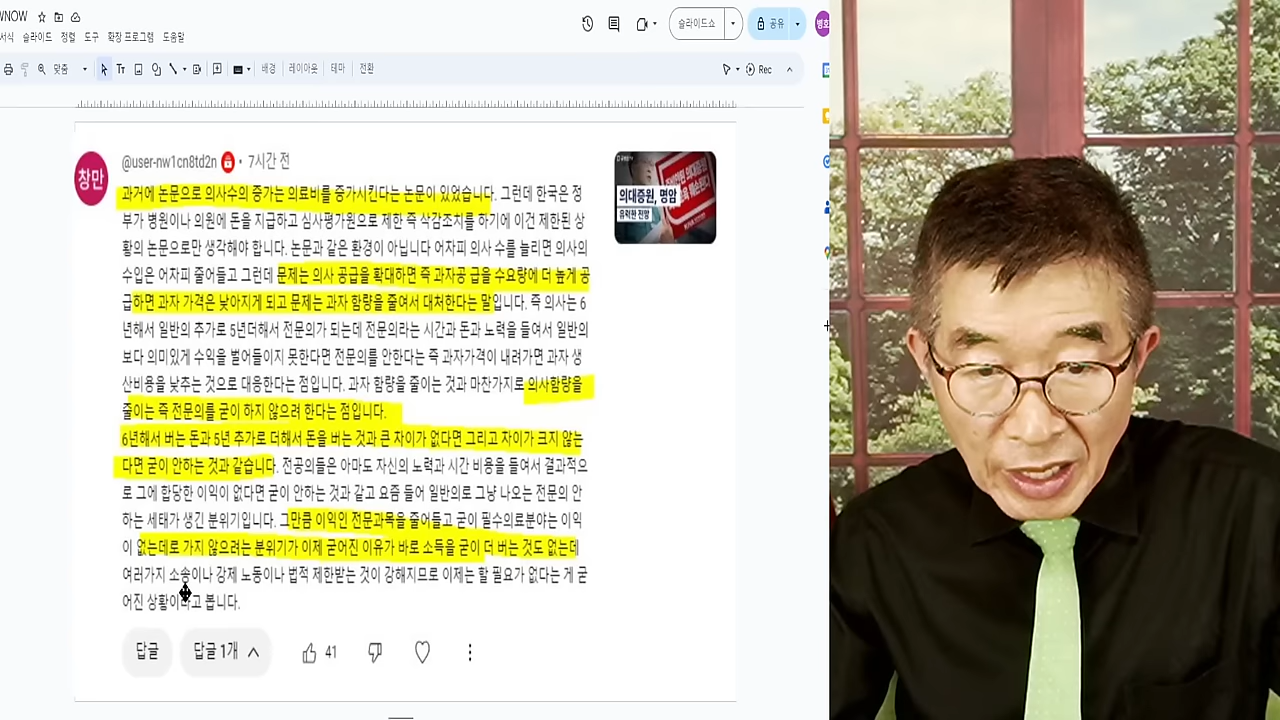 WNOW
슬라이드쇼
공유
병호
서식 슬라이드 정렬 도구 확장 프로그램 도움말
맞춤
배경 레이아웃 테마 전환
Rec
창만
@user-nw1cn8td2n · 7시간 전
과거에 논문으로 의사수의 증가는 의료비를 증가시킨다는 논문이 있었습니다. 그런데 한국은 정
부가 병원이나 의원에 돈을 지급하고 심사평가원으로 제한 즉 삭감조치를 하기에 이건 제한된 상
황의 논문으로만 생각해야 합니다. 논문과 같은 환경이 아닙니다 어차피 의사 수를 늘리면 의사의
수입은 어차피 줄어들고 그런데 문제는 의사 공급을 확대하면 즉 과자공 급을 수요량에 더 높게 공
급하면 과자 가격은 낮아지게 되고 문제는 과자 함량을 줄여서 대처한다는 말입니다. 즉 의사는 6
년해서 일반의 추가로 5년더해서 전문의가 되는데 전문의라는 시간과 돈과 노력을 들여서 일반의
보다 의미있게 수익을 벌어들이지 못한다면 전문의를 안한다는 즉 과자가격이 내려가면 과자 생
산비용을 낮추는 것으로 대응한다는 점입니다. 과자 함량을 줄이는 것과 마찬가지로 의사함량을
줄이는 즉 전문의를 굳이 하지 않으려 한다는 점입니다.
6년해서 버는 돈과 5년 추가로 더해서 돈을 버는 것과 큰 차이가 없다면 그리고 차이가 크지 않는
다면 굳이 안하는 것과 같습니다. 전공의들은 아마도 자신의 노력과 시간 비용을 들여서 결과적으
로 그에 합당한 이익이 없다면 굳이 안하는 것과 같고 요즘 들어 일반의로 그냥 나오는 전문의 안
하는 세태가 생긴 분위기입니다. 그만큼 이익인 전문과목을 줄어들고 굳이 필수의료분야는 이익
이 없는데로 가지 않으려는 분위기가 이제 굳어진 이유가 바로 소득을 굳이 더 버는 것도 없는데
여러가지 소송이나 강제 노동이나 법적 제한받는 것이 강해지므로 이제는 할 필요가 없다는 게 굳
어진 상황이라고 봅니다.
의대증원, 명암
답글
답글 1개
41